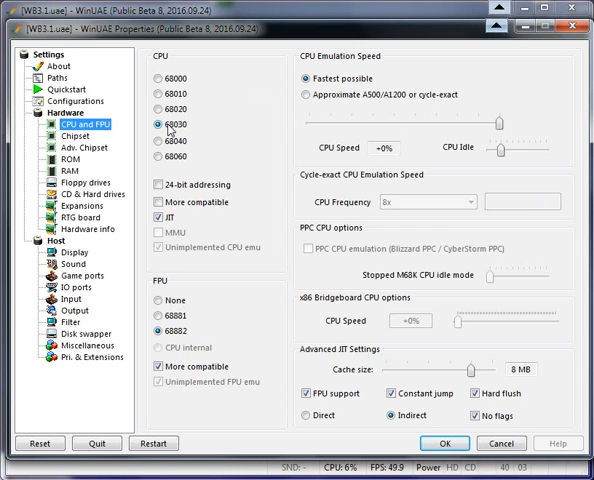 [WB3.1.uae] - WinUAE (Public Beta 8, 2016.09.24)
[WB3.1.uae] - WinUAE Properties (Public Beta 8, 2016.09.24)
Settings
About
Paths
Quickstart
Configurations
Hardware
CPU and FPU
Chipset
Adv. Chipset
ROM
RAM
Floppy drives
CD & Hard drives
Expansions
RTG board
Hardware info
Host
Display
Sound
Game ports
IO ports
Input
Output
Filter
Disk swapper
Miscellaneous
Pri. & Extensions
CPU
68000
68010
68020
68030
68040
68060
24-bit addressing
More compatible
JIT
MMU
Unimplemented CPU emu
FPU
None
68881
68882
CPU internal
More compatible
Unimplemented FPU emu
CPU Emulation Speed
Fastest possible
Approximate A500/A1200 or cycle-exact
CPU Speed +0% CPU Idle
Cycle-exact CPU Emulation Speed
CPU Frequency 8x
PPC CPU options
PPC CPU emulation (Blizzard PPC / CyberStorm PPC)
Stopped M68K CPU idle mode
x86 Bridgeboard CPU options
CPU Speed +0%
Advanced JIT Settings
Cache size: 8 MB
FPU support Constant jump Hard flush
Direct Indirect No flags
Reset Quit Restart OK Cancel Help
SND: - CPU: 6% FPS: 49.9 Power HD CD 40 03